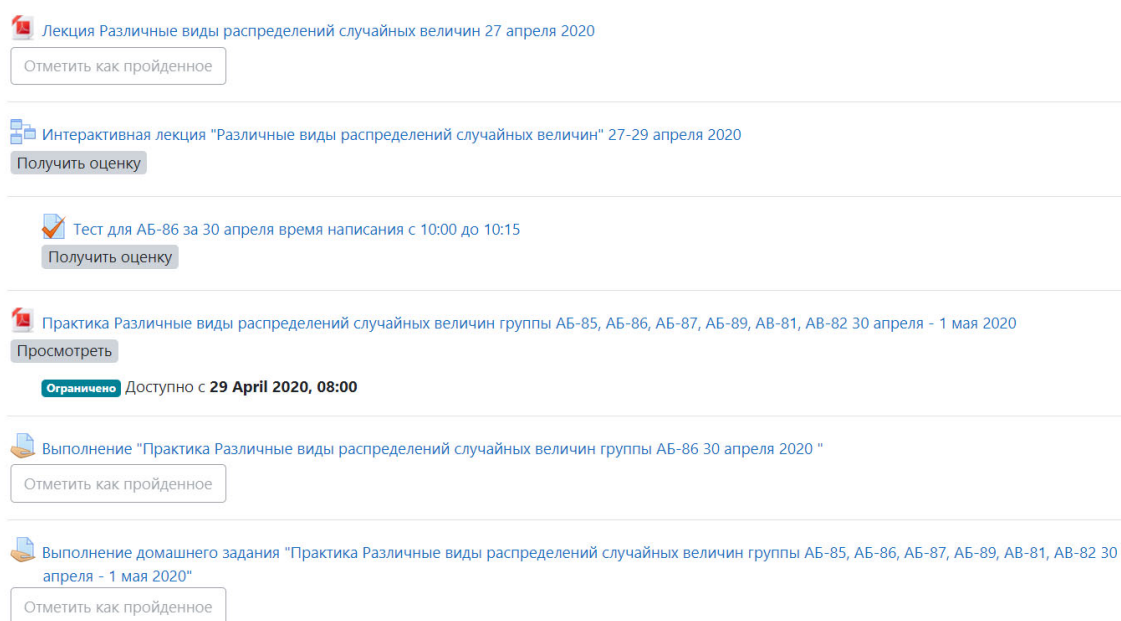 Лекция Различные виды распределений случайных величин 27 апреля 2020
Отметить как пройденное
Интерактивная лекция "Различные виды распределений случайных величин" 27-29 апреля 2020
Получить оценку
Тест для АБ-86 за 30 апреля время написания с 10:00 до 10:15
Получить оценку
Практика Различные виды распределений случайных величин группы АБ-85, АБ-86, АБ-87, АБ-89, АВ-81, АВ-82 30 апреля - 1 мая 2020
Просмотреть
Ограничено Доступно с 29 April 2020, 08:00
Выполнение "Практика Различные виды распределений случайных величин группы АБ-86 30 апреля 2020 "
Отметить как пройденное
Выполнение домашнего задания "Практика Различные виды распределений случайных величин группы АБ-85, АБ-86, АБ-87, АБ-89, АВ-81, АВ-82 30
апреля - 1 мая 2020"
Отметить как пройденное